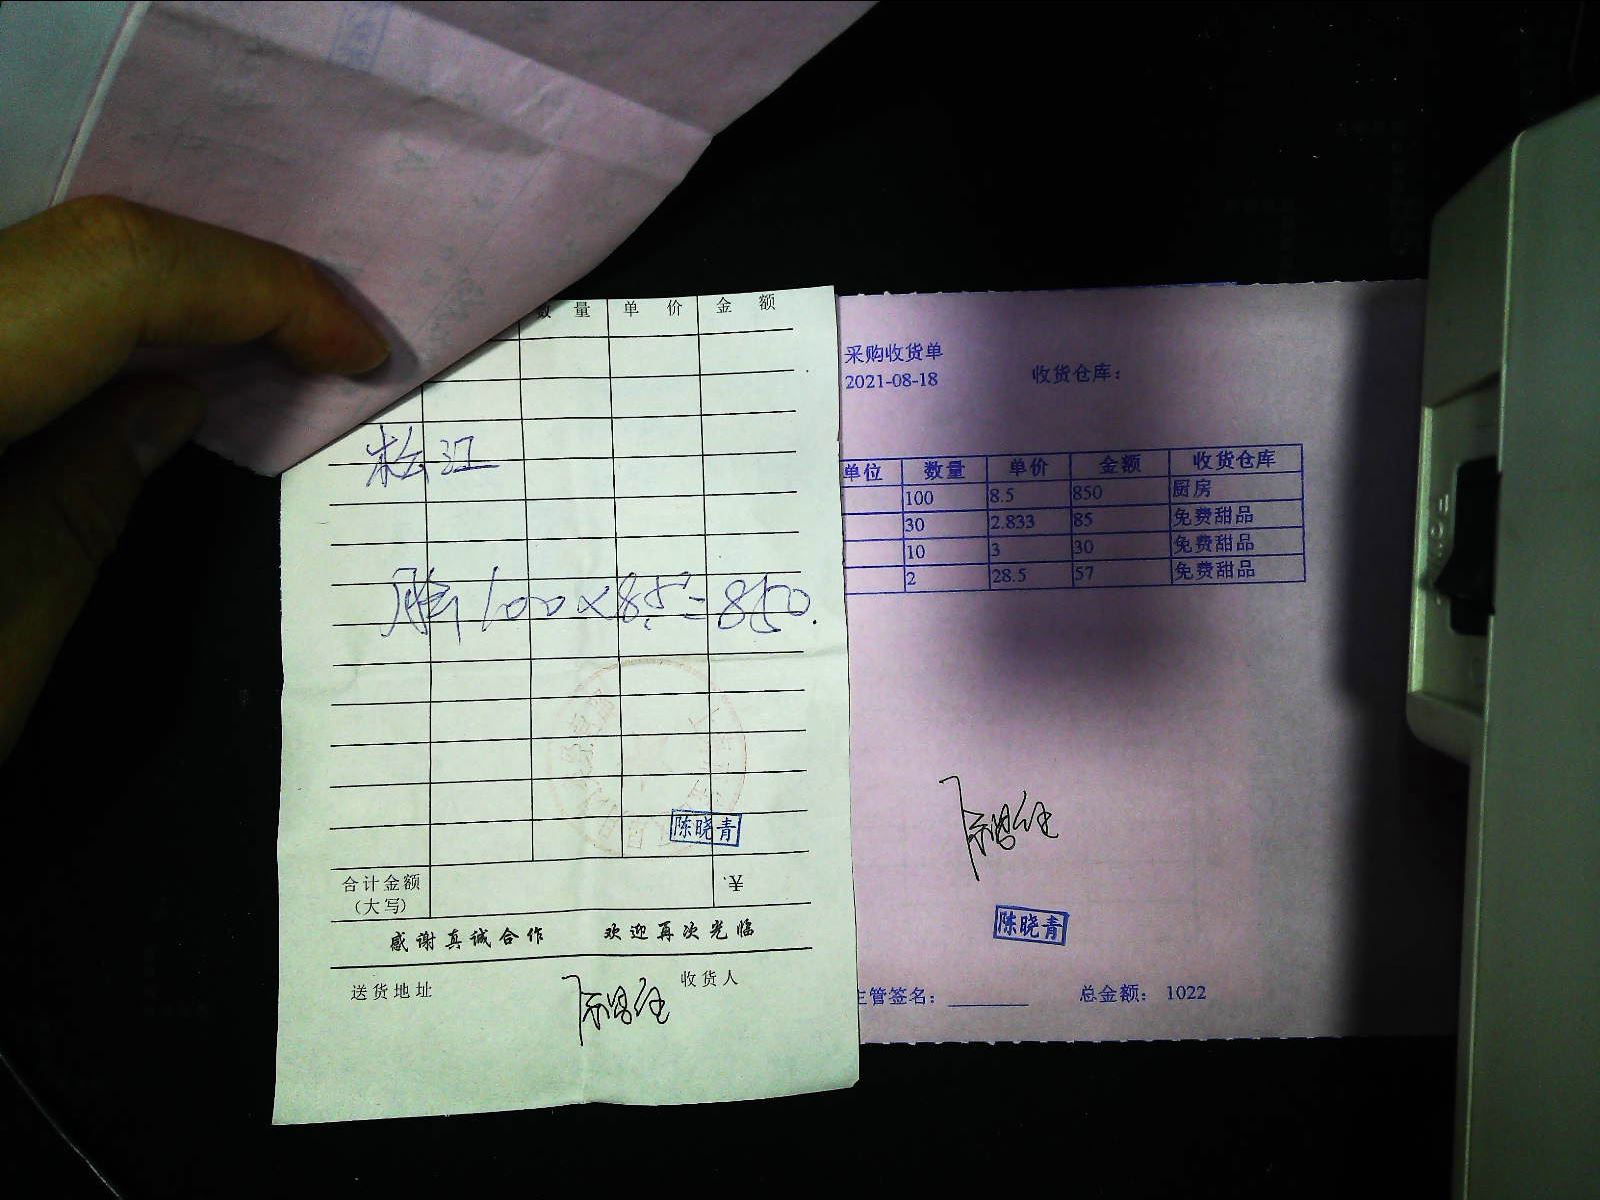 数 量 单 价 金 额
松江
100×8.5=850.
陈晓青
合计金额
(大写)
感谢真诚合作 欢迎再次光临
送货地址 收货人
采购收货单
2021-08-18 收货仓库：
单位 数量 单价 金额 收货仓库
100 8.5 850 厨房
30 2.833 85 免费甜品
10 3 30 免费甜品
2 28.5 57 免费甜品
陈晓青
主管签名： 总金额： 1022